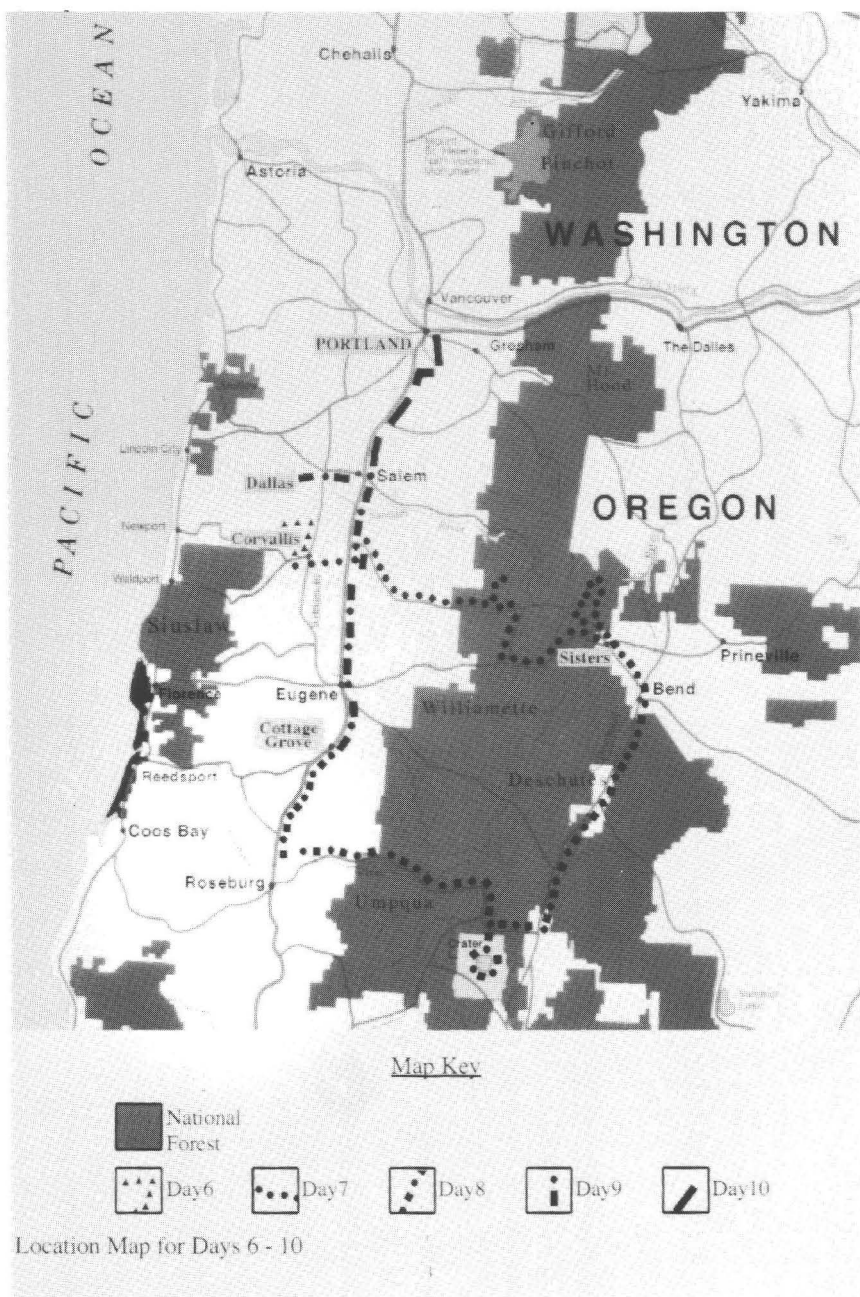 OCEAN
Chehalis
Yakima
Gifford
Pinchot
Astoria
WASHINGTON
Vancouver
PORTLAND
Gresham
The Dalles
Mt.
Hood
PACIFIC
Lincoln City
Dallas
Salem
OREGON
Newport
Corvallis
Waldport
Siuslaw
Sisters
Prineville
Florence
Eugene
Bend
Williamette
Cottage
Grove
Deschutes
Reedsport
Coos Bay
Roseburg
Umpqua
Crater
Map Key
National
Forest
Day6 Day7 Day8 Day9 Day10
Location Map for Days 6 - 10